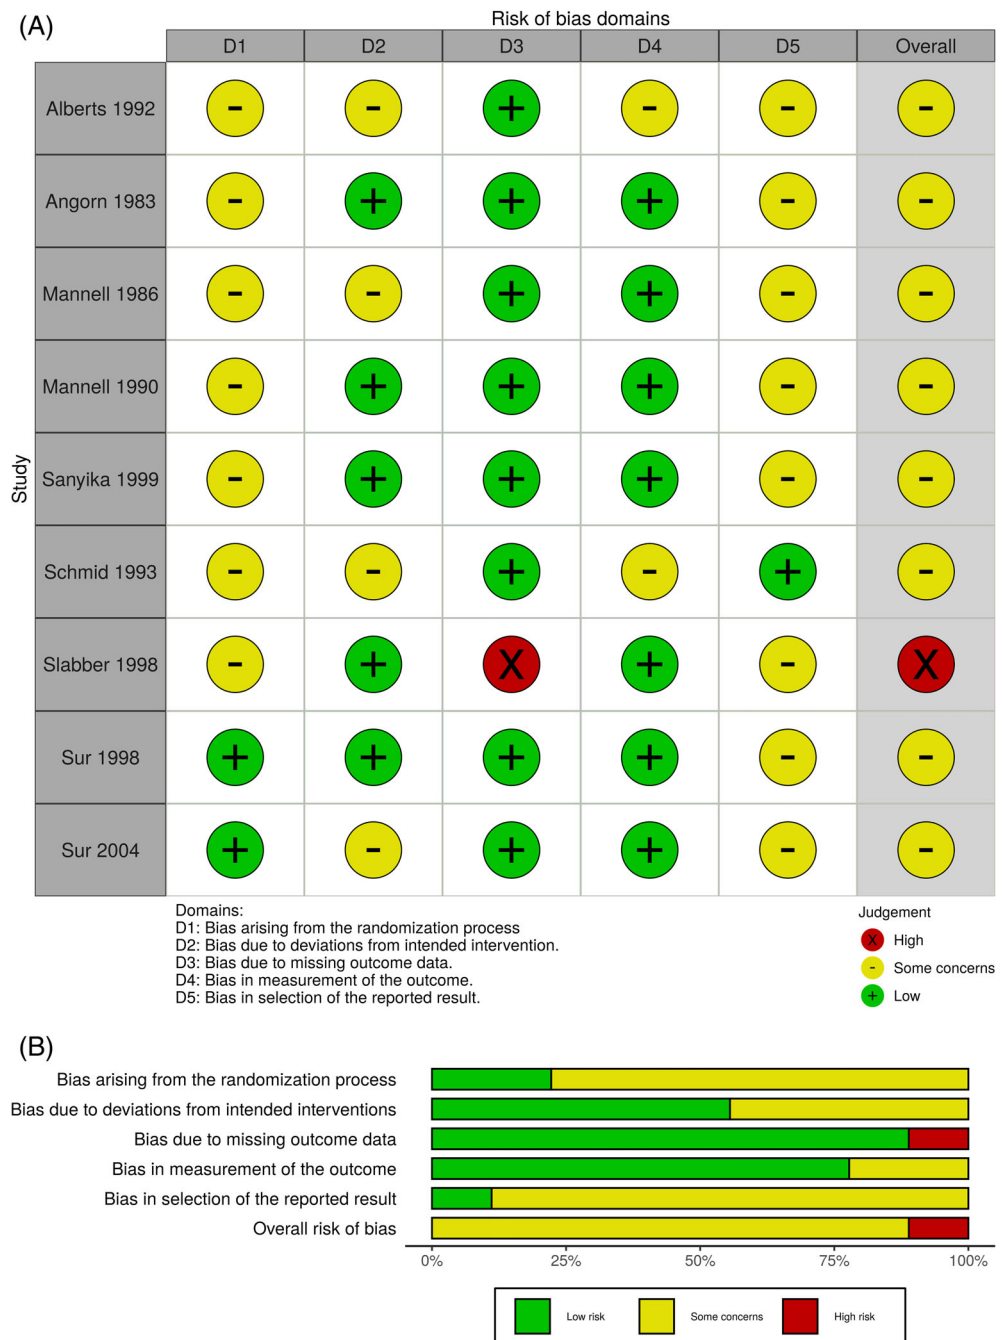 (A)
Risk of bias domains
D1 D2 D3 D4 D5 Overall
Study
Alberts 1992 - - + - - -
Angorn 1983 - + + + - -
Mannell 1986 - - + + - -
Mannell 1990 - + + + - -
Sanyika 1999 - + + + - -
Schmid 1993 - - + - + -
Slabber 1998 - + X + - X
Sur 1998 + + + + - -
Sur 2004 + - + + - -
Domains:
D1: Bias arising from the randomization process
D2: Bias due to deviations from intended intervention.
D3: Bias due to missing outcome data.
D4: Bias in measurement of the outcome.
D5: Bias in selection of the reported result.
Judgement
X High
- Some concerns
+ Low
(B)
Bias arising from the randomization process
Bias due to deviations from intended interventions
Bias due to missing outcome data
Bias in measurement of the outcome
Bias in selection of the reported result
Overall risk of bias
0% 25% 50% 75% 100%
Low risk Some concerns High risk